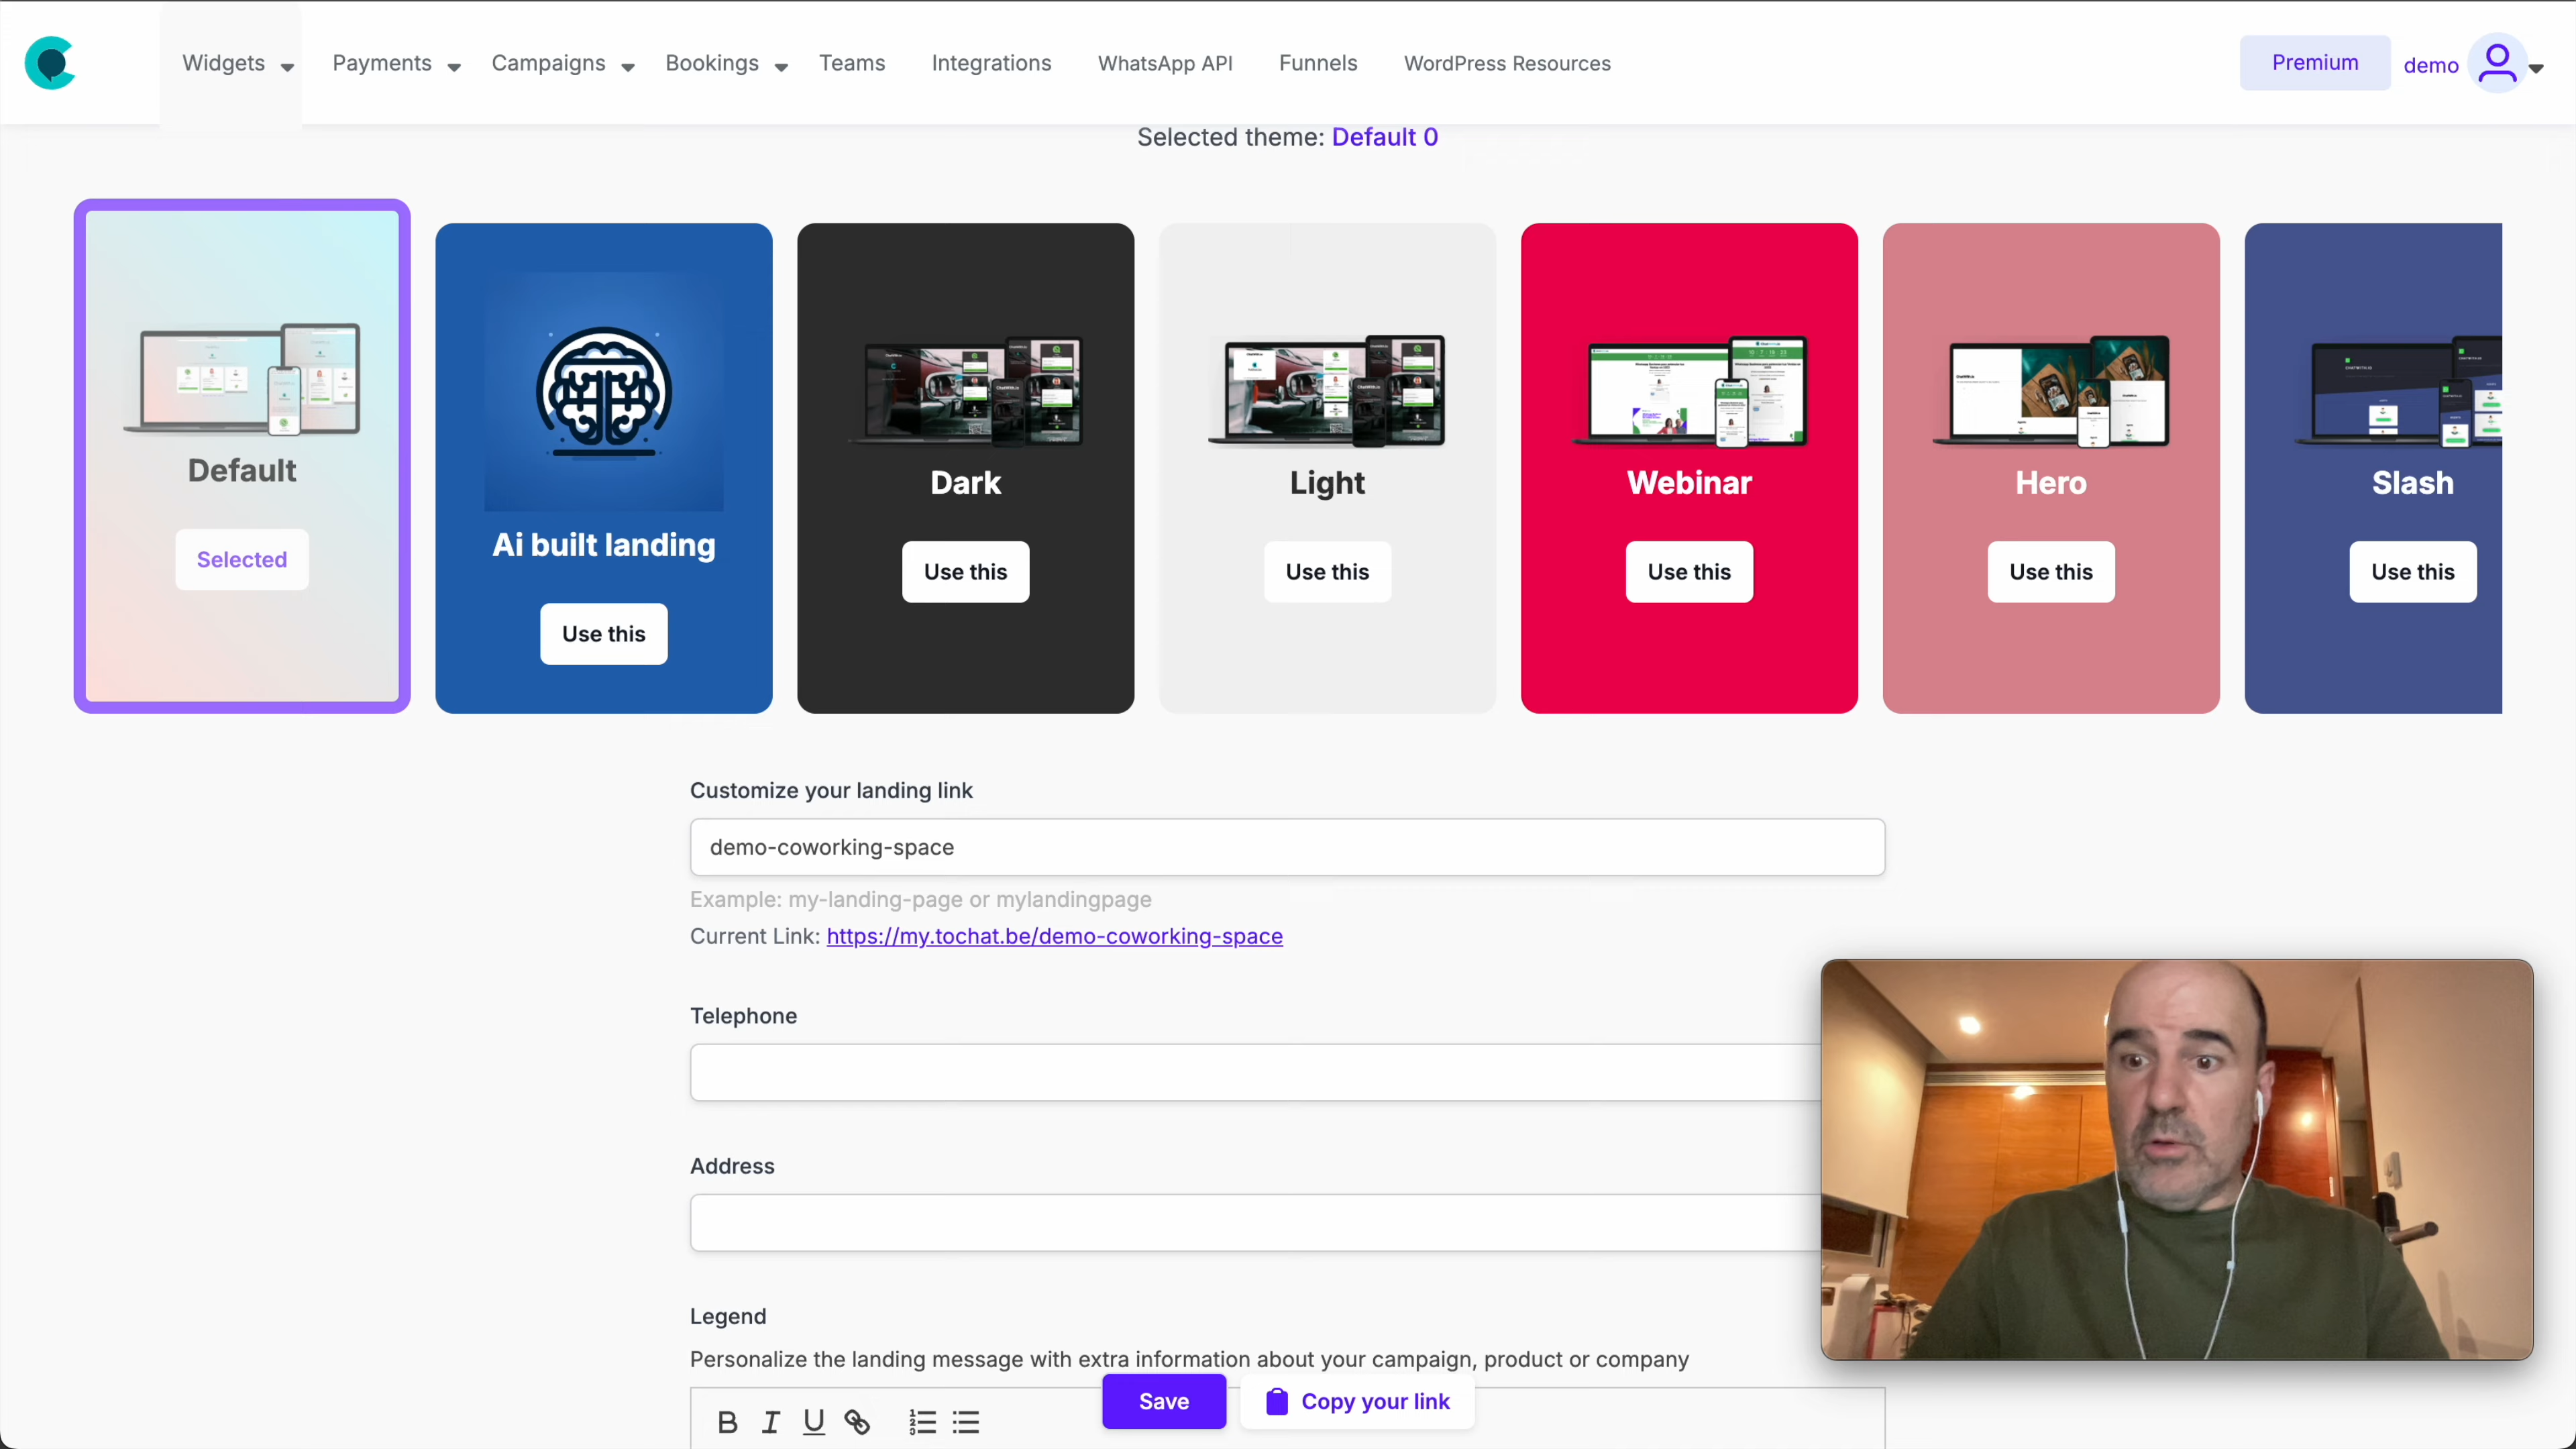 Widgets Payments Campaigns Bookings Teams Integrations WhatsApp API Funnels WordPress Resources Premium demo
Selected theme: Default 0
Default
Selected
Ai built landing
Use this
Dark
Use this
Light
Use this
Webinar
Use this
Hero
Use this
Slash
Use this
Customize your landing link
demo-coworking-space
Example: my-landing-page or mylandingpage
Current Link: https://my.tochat.be/demo-coworking-space
Telephone
Address
Legend
Personalize the landing message with extra information about your campaign, product or company
B I U
Save Copy your link